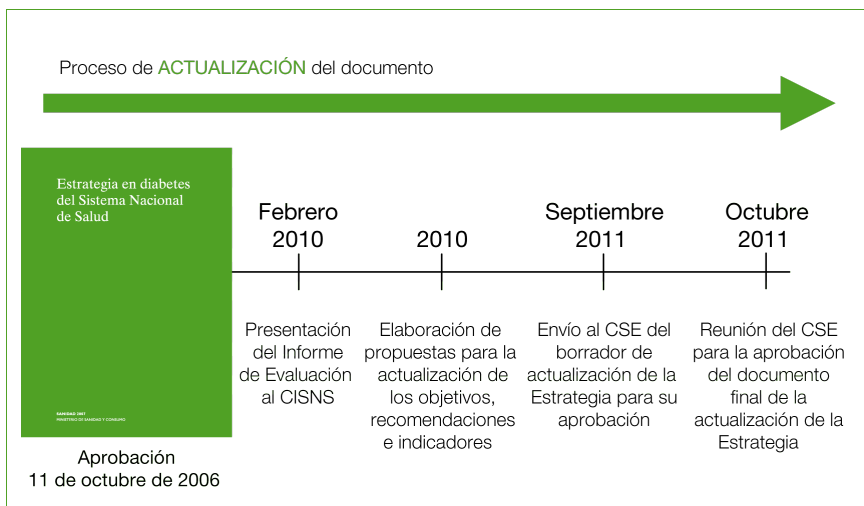 Proceso de ACTUALIZACIÓN del documento
Estrategia en diabetes
del Sistema Nacional
de Salud
SANIDAD 2007
MINISTERIO DE SANIDAD Y CONSUMO
Aprobación
11 de octubre de 2006
Febrero
2010
Presentación
del Informe
de Evaluación
al CISNS
2010
Elaboración de
propuestas para la
actualización de
los objetivos,
recomendaciones
e indicadores
Septiembre
2011
Envío al CSE del
borrador de
actualización de la
Estrategia para su
aprobación
Octubre
2011
Reunión del CSE
para la aprobación
del documento
final de la
actualización de la
Estrategia